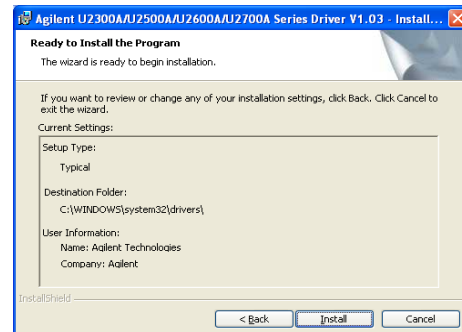 Agilent U2300A/U2500A/U2600A/U2700A Series Driver V1.03 - Install...
Ready to Install the Program
The wizard is ready to begin installation.
If you want to review or change any of your installation settings, click Back. Click Cancel to
exit the wizard.
Current Settings:
Setup Type:
Typical
Destination Folder:
C:\WINDOWS\system32\drivers\
User Information:
Name: Agilent Technologies
Company: Agilent
InstallShield
< Back Install Cancel